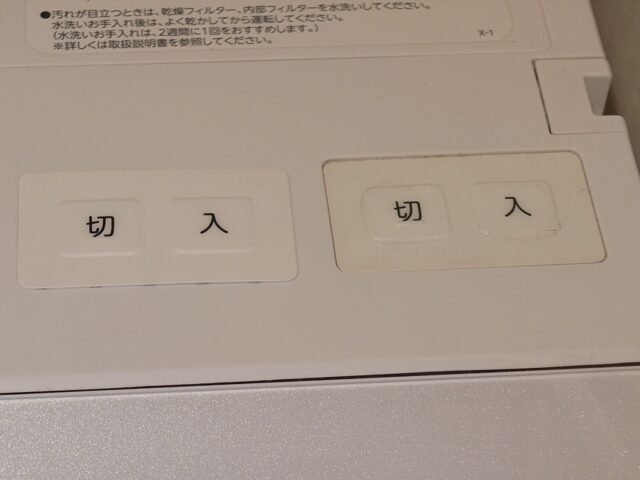 ●汚れが目立つときは、乾燥フィルター、内部フィルターを水洗いしてください。
水洗いお手入れ後は、よく乾かしてから運転してください。
(水洗いお手入れは、2週間に1回をおすすめします。)
※詳しくは取扱説明書を参照してください。
X-1
切 入
切 入